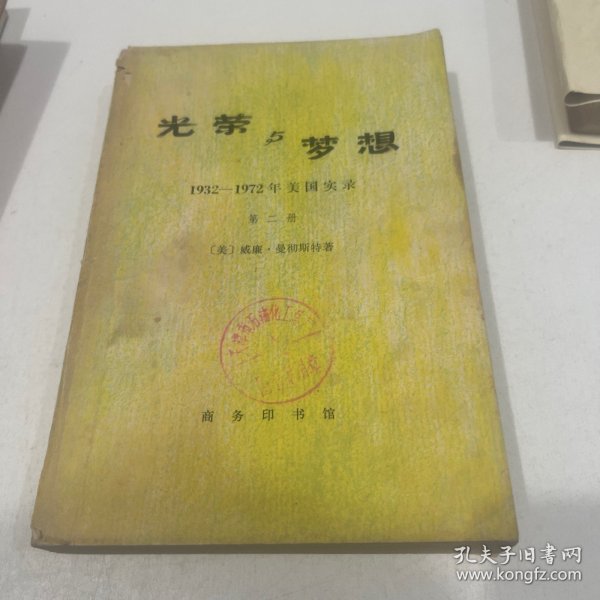 光荣与梦想
1932—1972年美国实录
第二册
〔美〕威廉·曼彻斯特著
商务印书馆
孔夫子旧书网
www.kongfz.com